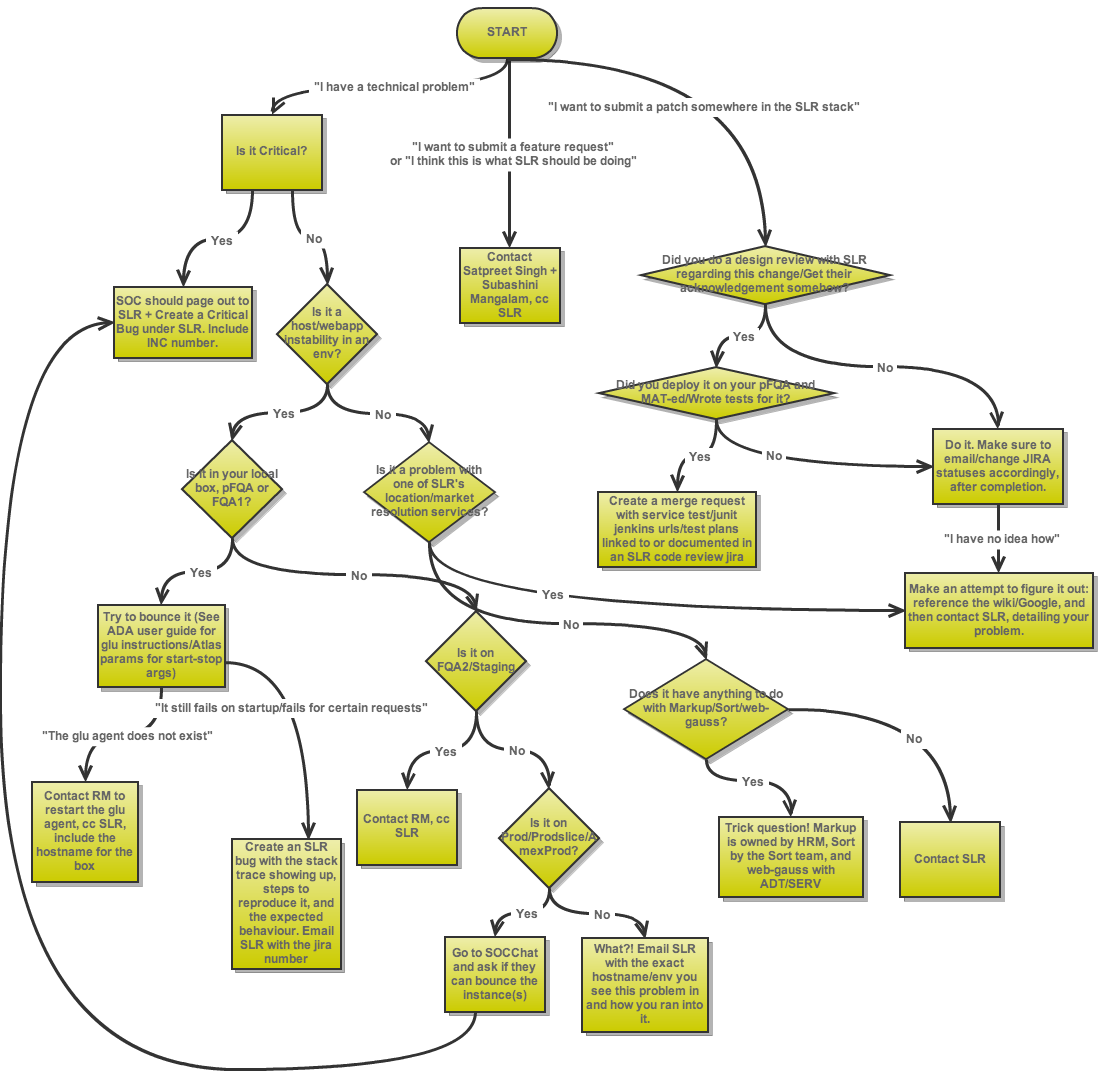 START
"I have a technical problem"
"I want to submit a patch somewhere in the SLR stack"
"I want to submit a feature request"
or "I think this is what SLR should be doing"
Is it Critical?
Yes
No
Contact
Satpreet Singh +
Subashini
Mangalam, cc
SLR
Did you do a design review with SLR
regarding this change/Get their
acknowledgement somehow?
SOC should page out to
SLR + Create a Critical
Bug under SLR. Include
INC number.
Is it a
host/webapp
instability in an
env?
Yes
No
Did you deploy it on your pFQA and
MAT-ed/Wrote tests for it?
Yes
No
Yes
No
Do it. Make sure to
email/change JIRA
statuses accordingly,
after completion.
Is it in your local
box, pFQA or
FQA1?
Is it a problem with
one of SLR's
location/market
resolution services?
Create a merge request
with service test/junit
jenkins urls/test plans
linked to or documented in
an SLR code review jira
"I have no idea how"
Yes
No
Yes
No
Make an attempt to figure it out:
reference the wiki/Google, and
then contact SLR, detailing your
problem.
Try to bounce it (See
ADA user guide for
glu instructions/Atlas
params for start-stop
args)
Is it on
FQA2/Staging
Does it have anything to do
with Markup/Sort/web-
gauss?
"It still fails on startup/fails for certain requests"
"The glu agent does not exist"
Yes
No
Yes
No
Contact RM to
restart the glu
agent, cc SLR,
include the
hostname for the
box
Create an SLR
bug with the stack
trace showing up,
steps to
reproduce it, and
the expected
behaviour. Email
SLR with the jira
number
Contact RM, cc
SLR
Is it on
Prod/Prodslice/A
mexProd?
Trick question! Markup
is owned by HRM, Sort
by the Sort team, and
web-gauss with
ADT/SERV
Contact SLR
Yes
No
Go to SOCChat
and ask if they
can bounce the
instance(s)
What?! Email SLR
with the exact
hostname/env you
see this problem in
and how you ran into
it.